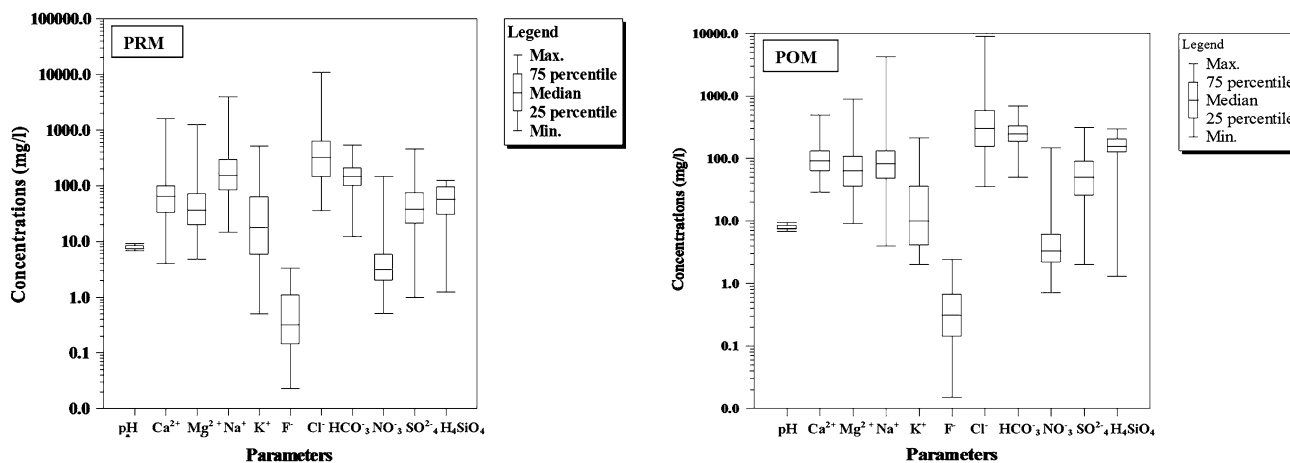 PRM
Legend
Max.
75 percentile
Median
25 percentile
Min.
Concentrations (mg/l)
100000.0
10000.0
1000.0
100.0
10.0
1.0
0.1
0.0
pH Ca²⁺ Mg²⁺ Na⁺ K⁺ F⁻ Cl⁻ HCO⁻₃ NO⁻₃ SO²⁻₄ H₄SiO₄
Parameters
POM
Legend
Max.
75 percentile
Median
25 percentile
Min.
Concentrations (mg/l)
10000.0
1000.0
100.0
10.0
1.0
0.1
0.0
pH Ca²⁺ Mg²⁺ Na⁺ K⁺ F⁻ Cl⁻ HCO⁻₃ NO⁻₃ SO²⁻₄ H₄SiO₄
Parameters